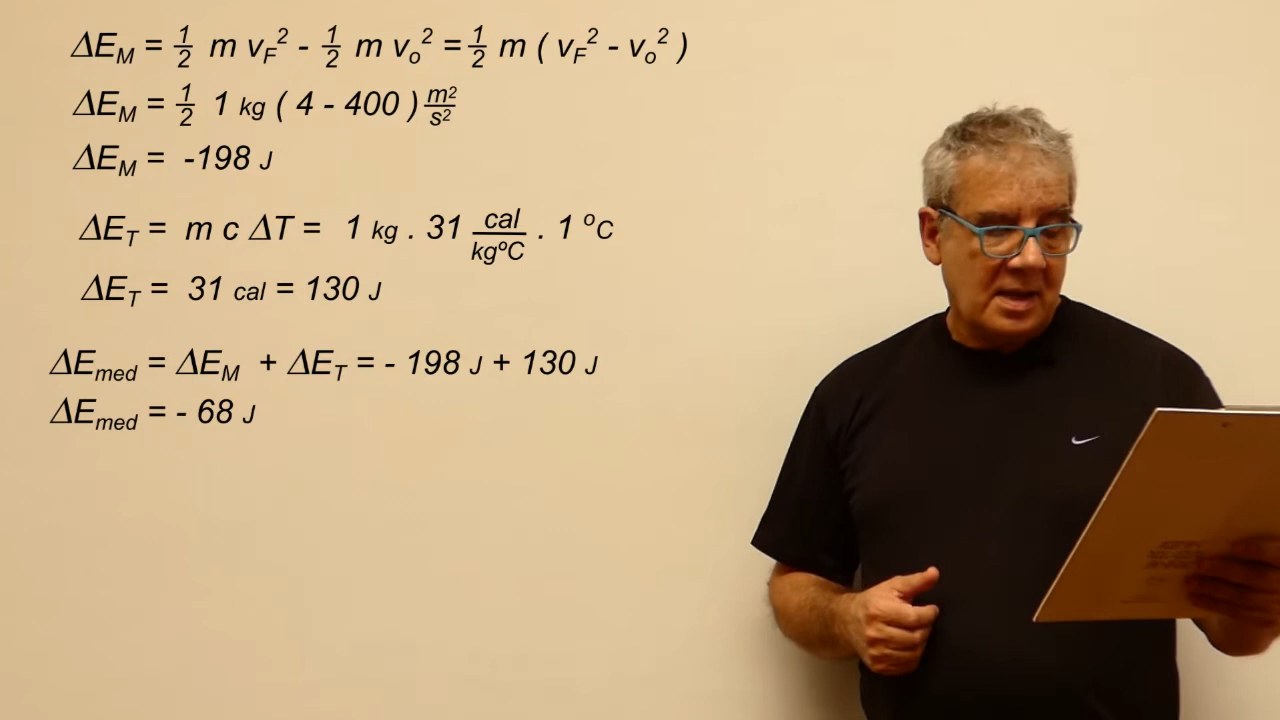 ΔE_M = 1/2 m v_F² - 1/2 m v_o² = 1/2 m ( v_F² - v_o² )
ΔE_M = 1/2 1 kg ( 4 - 400 ) m²/s²
ΔE_M = -198 J
ΔE_T = m c ΔT = 1 kg . 31 cal/kgºC . 1 ºC
ΔE_T = 31 cal = 130 J
ΔE_med = ΔE_M + ΔE_T = - 198 J + 130 J
ΔE_med = - 68 J